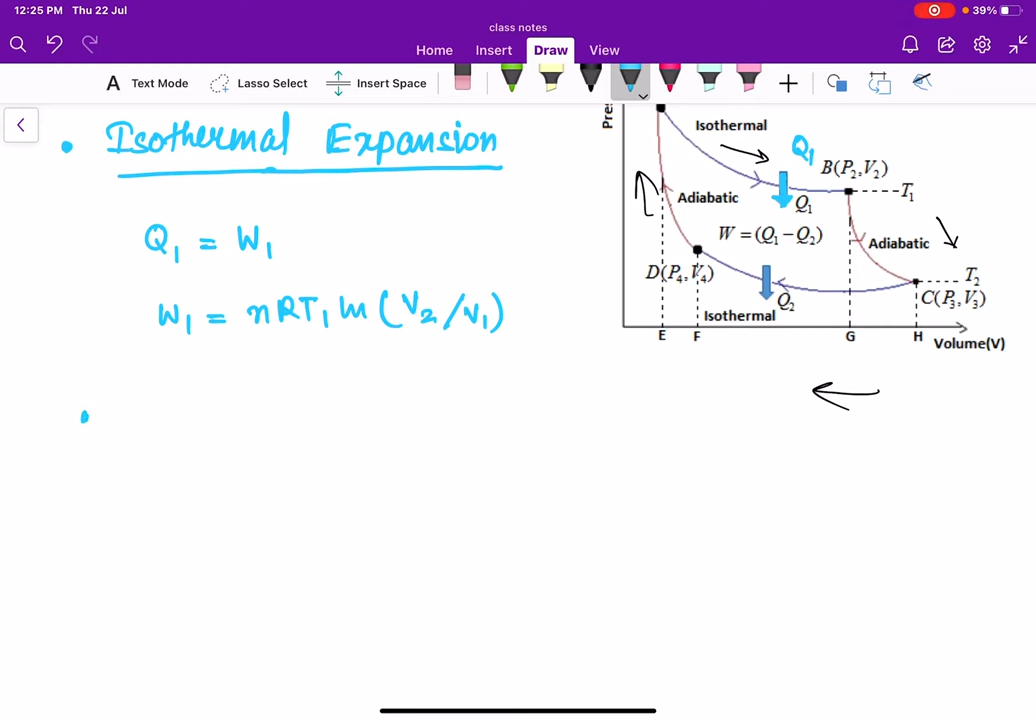 12:25 PM Thu 22 Jul
39%
class notes
Home Insert Draw View
Text Mode Lasso Select Insert Space
• Isothermal Expansion
Q₁ = W₁
W₁ = nRT₁ ln (V₂/V₁)
•
Pres
Isothermal
Q₁
B(P₂,V₂)
T₁
Adiabatic
Q₁
W = (Q₁−Q₂)
Adiabatic
D(P₄,V₄)
T₂
Q₂
C(P₃,V₃)
Isothermal
E F G H
Volume(V)